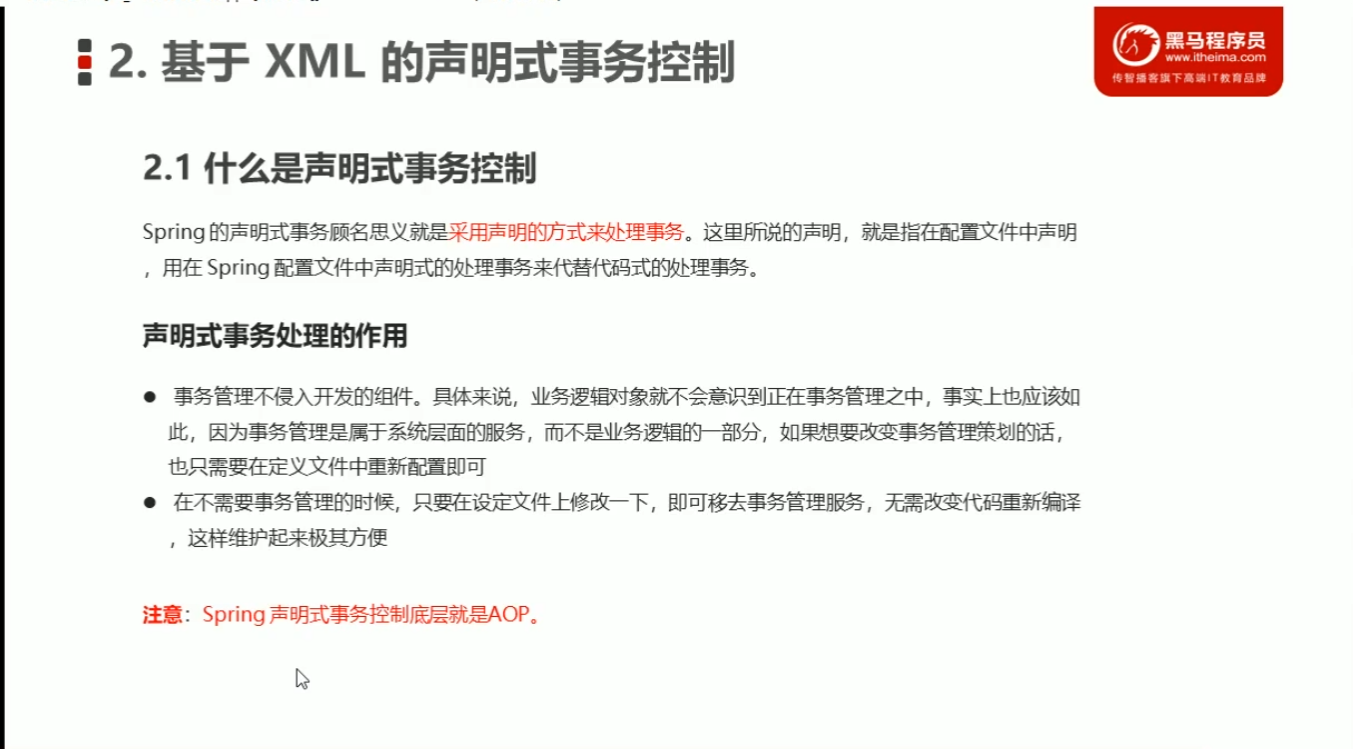 2. 基于 XML 的声明式事务控制
黑马程序员
www.itheima.com
传智播客旗下高端IT教育品牌
2.1 什么是声明式事务控制
Spring 的声明式事务顾名思义就是采用声明的方式来处理事务。这里所说的声明，就是指在配置文件中声明
，用在 Spring 配置文件中声明式的处理事务来代替代码式的处理事务。
声明式事务处理的作用
● 事务管理不侵入开发的组件。具体来说，业务逻辑对象就不会意识到正在事务管理之中，事实上也应该如
此，因为事务管理是属于系统层面的服务，而不是业务逻辑的一部分，如果想要改变事务管理策划的话，
也只需要在定义文件中重新配置即可
● 在不需要事务管理的时候，只要在设定文件上修改一下，即可移去事务管理服务，无需改变代码重新编译
，这样维护起来极其方便
注意：Spring 声明式事务控制底层就是AOP。